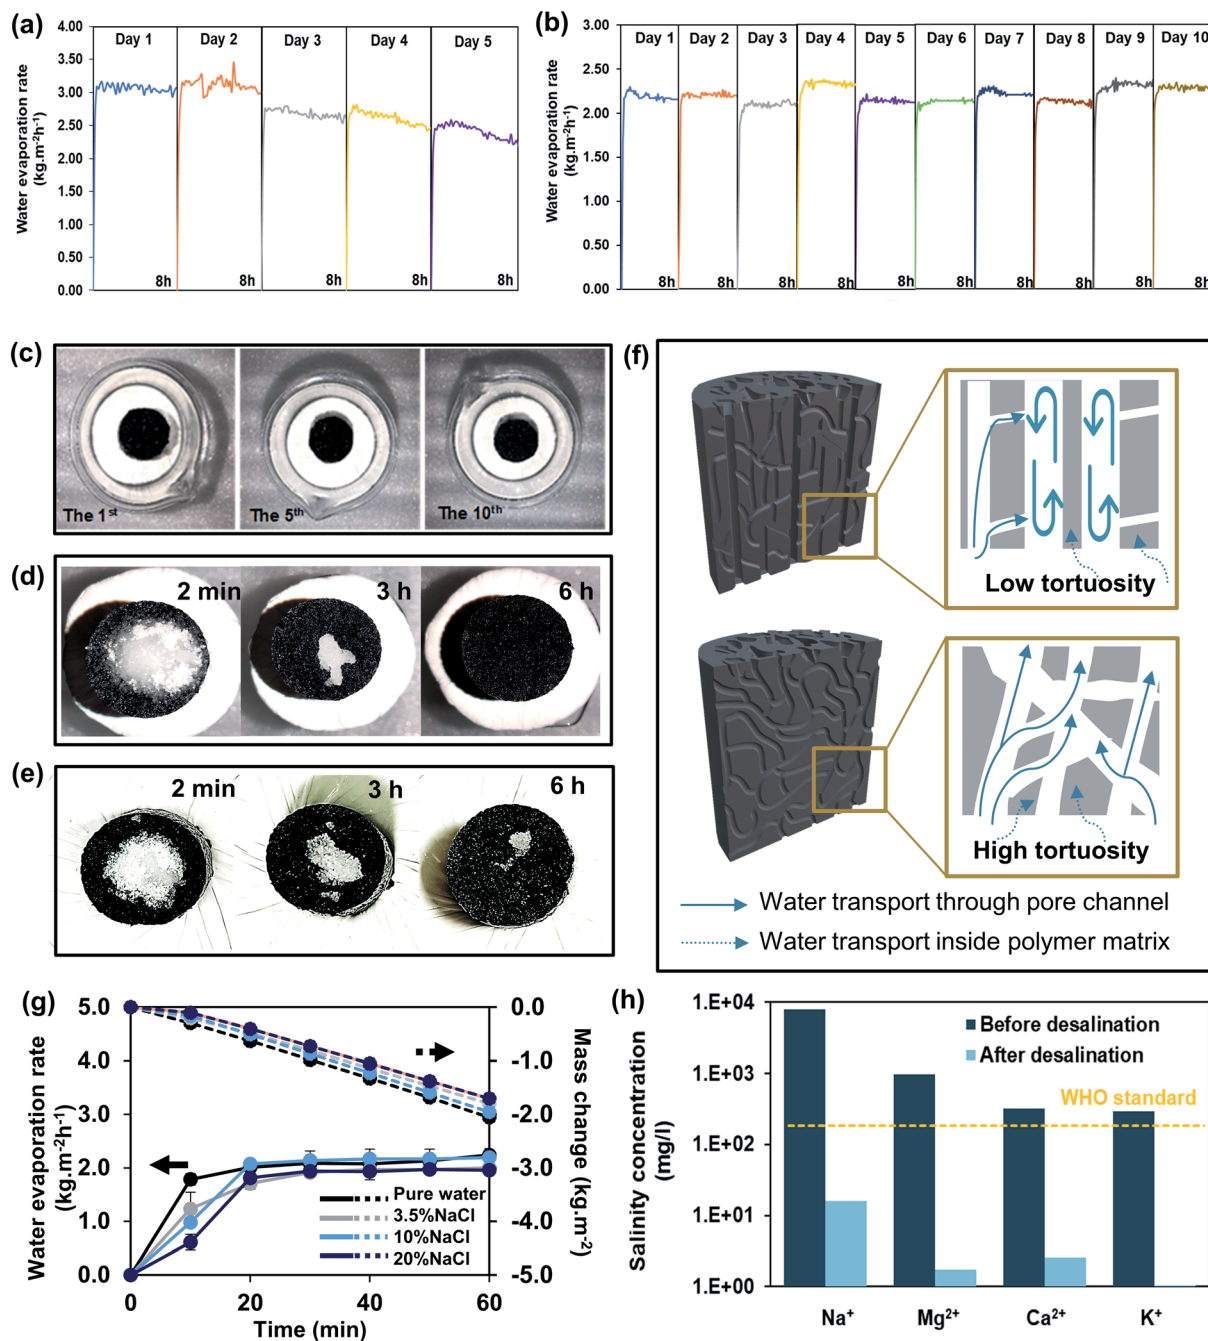 (a)
4.00
3.50
3.00
2.50
2.00
1.50
1.00
0.50
0.00
Water evaporation rate
(kg.m-2h-1)
Day 1
Day 2
Day 3
Day 4
Day 5
8h
8h
8h
8h
8h
(b)
3.00
2.50
2.00
1.50
1.00
0.50
0.00
Water evaporation rate
(kg.m-2h-1)
Day 1
Day 2
Day 3
Day 4
Day 5
Day 6
Day 7
Day 8
Day 9
Day 10
8h
8h
8h
8h
8h
8h
8h
8h
8h
8h
(c)
The 1st
The 5th
The 10th
(d)
2 min
3 h
6 h
(e)
2 min
3 h
6 h
(f)
Low tortuosity
High tortuosity
Water transport through pore channel
Water transport inside polymer matrix
(g)
5.0
4.0
3.0
2.0
1.0
0.0
Water evaporation rate
(kg.m-2h-1)
0.0
-1.0
-2.0
-3.0
-4.0
-5.0
Mass change (kg.m-2)
Pure water
3.5%NaCl
10%NaCl
20%NaCl
0
20
40
60
Time (min)
(h)
1.E+04
1.E+03
1.E+02
1.E+01
1.E+00
Salinity concentration
(mg/l)
Before desalination
After desalination
WHO standard
Na+
Mg2+
Ca2+
K+